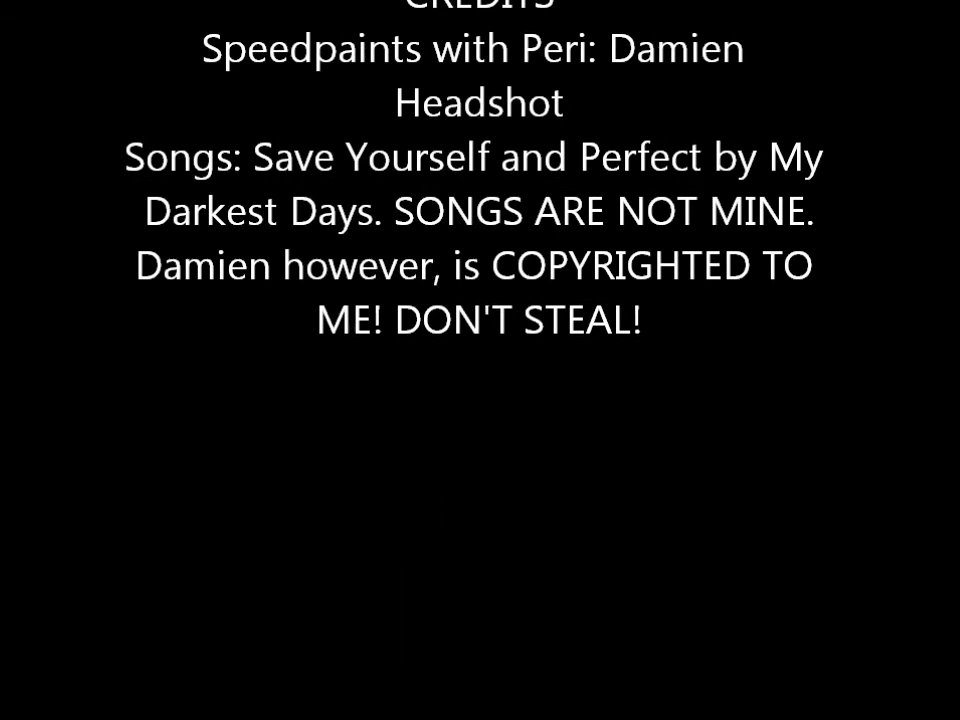 CREDITS
Speedpaints with Peri: Damien
Headshot
Songs: Save Yourself and Perfect by My
Darkest Days. SONGS ARE NOT MINE.
Damien however, is COPYRIGHTED TO
ME! DON'T STEAL!